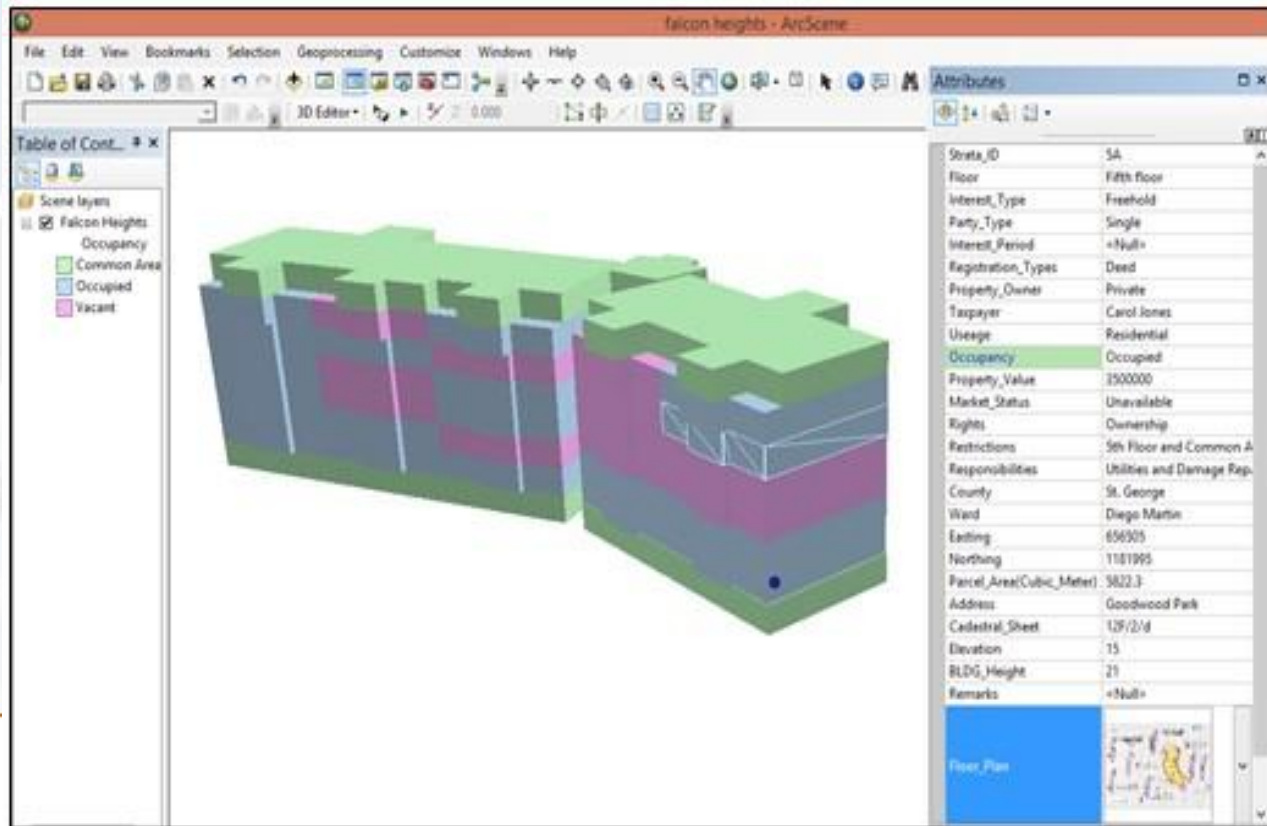 falcon heights - ArcScene
File Edit View Bookmarks Selection Geoprocessing Customize Windows Help
3D Editor
Z: 0.000
Table of Cont...
Scene layers
Falcon Heights
Occupancy
Common Area
Occupied
Vacant
Attributes
Strata_ID 5A
Floor Fifth floor
Interest_Type Freehold
Party_Type Single
Interest_Period <Null>
Registration_Types Deed
Property_Owner Private
Taxpayer Carol Jones
Useage Residential
Occupancy Occupied
Property_Value 3500000
Market_Status Unavailable
Rights Ownership
Restrictions 5th Floor and Common A
Responsibilities Utilities and Damage Rep
County St. George
Ward Diego Martin
Easting 656505
Northing 1181995
Parcel_Area(Cubic_Meter) 5822.3
Address Goodwood Park
Cadestral_Sheet 12F/2/d
Elevation 15
BLDG_Height 21
Remarks <Null>
Floor_Plan